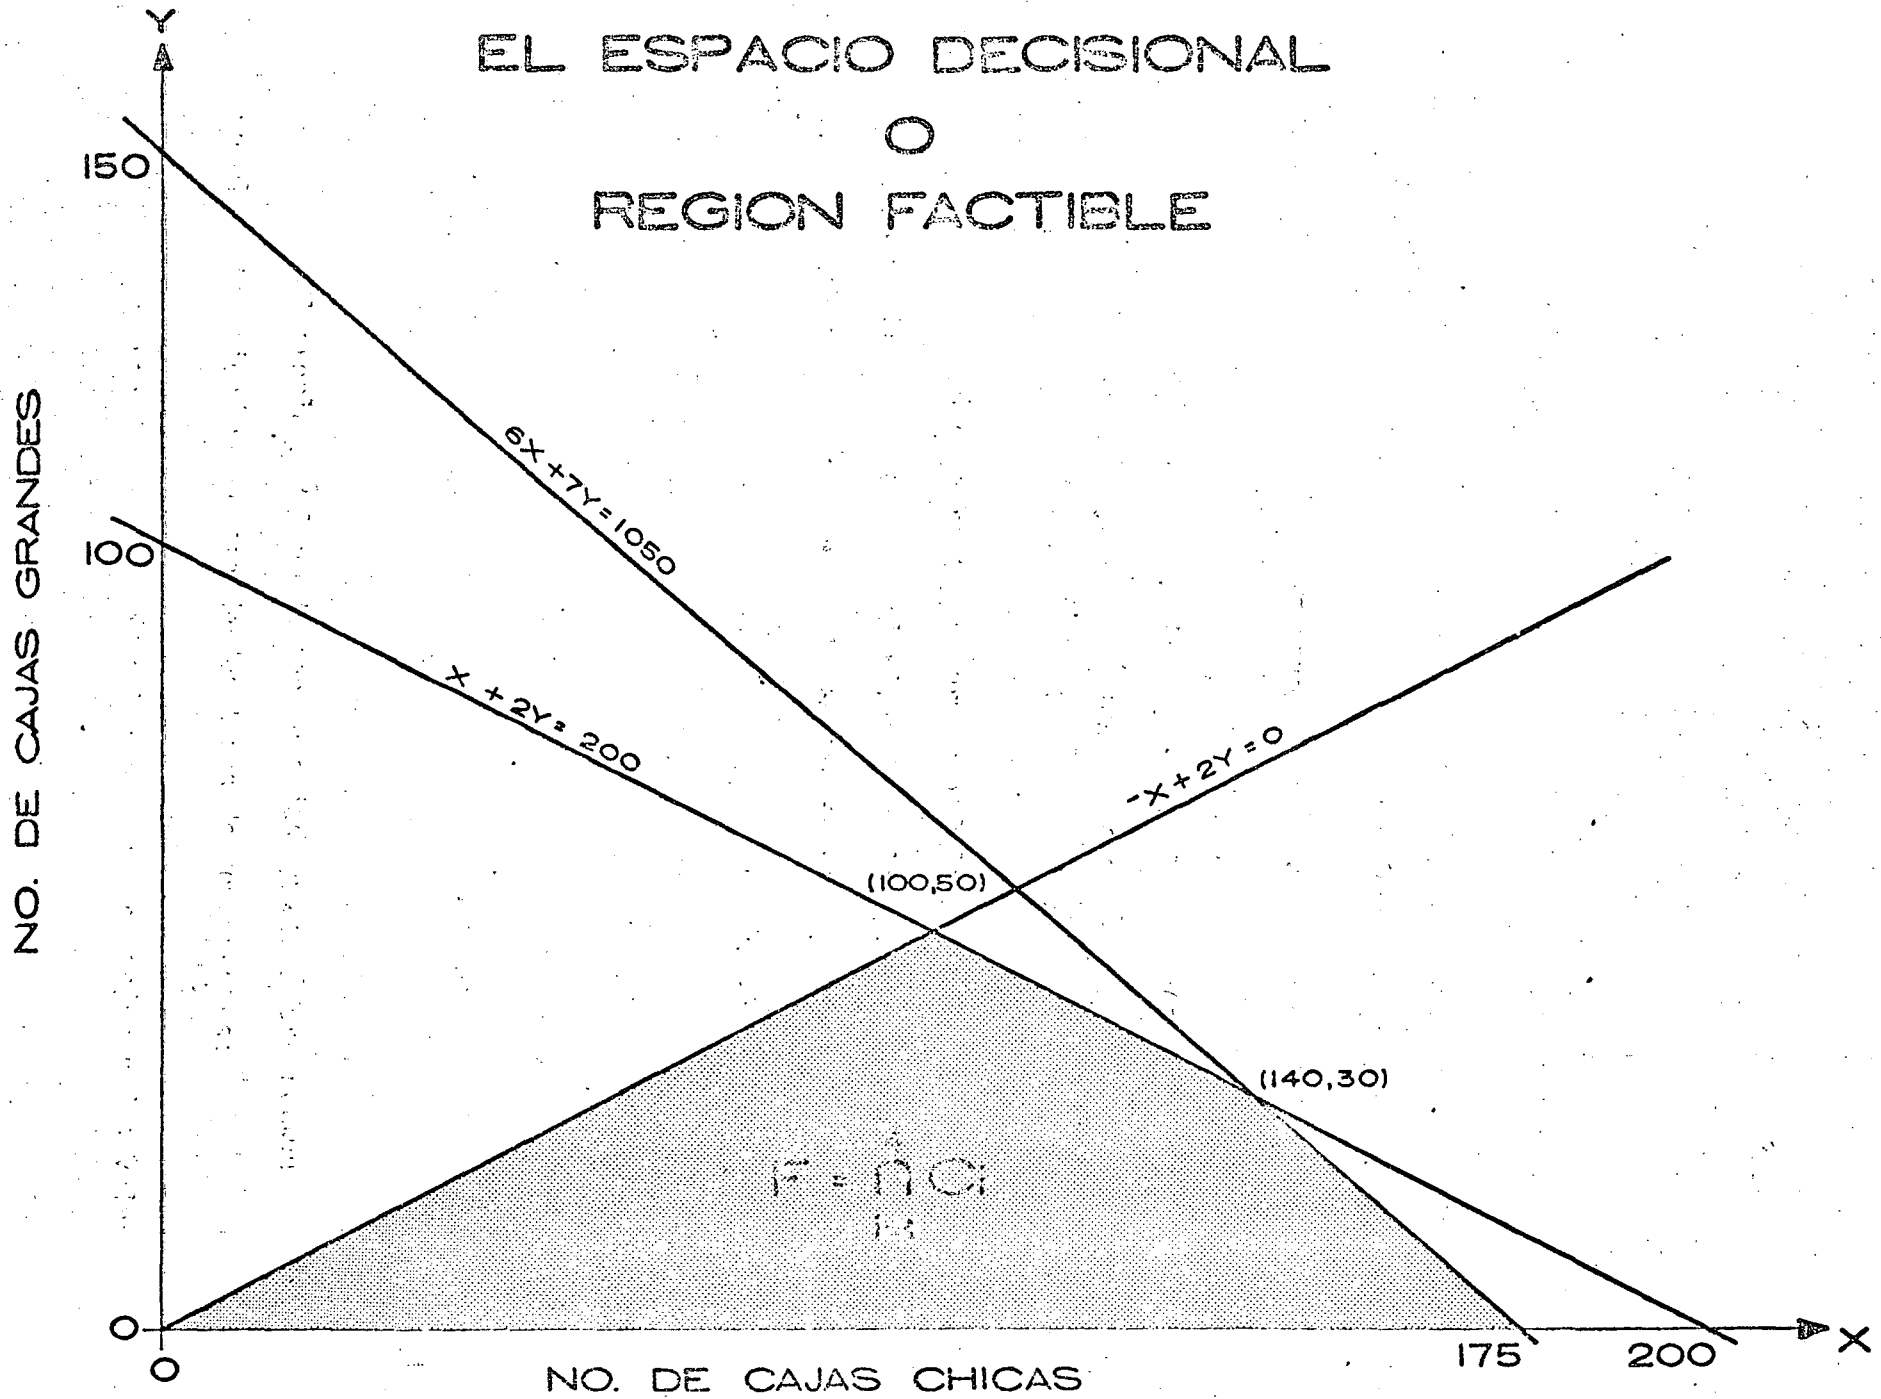 Y
EL ESPACIO DECISIONAL
O
REGION FACTIBLE
150
6X +7Y = 1050
100
NO. DE CAJAS GRANDES
X + 2Y = 200
-X + 2Y = 0
(100,50)
(140,30)
F = ∩ Ci
0
0
175
200
X
NO. DE CAJAS CHICAS